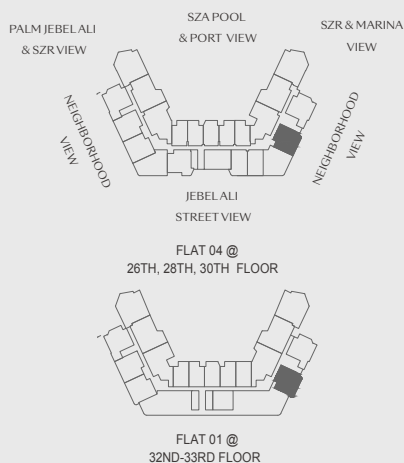 PALM JEBEL ALI
& SZR VIEW
SZA POOL
& PORT VIEW
SZR & MARINA
VIEW
NEIGHBORHOOD
VIEW
NEIGHBORHOOD
VIEW
JEBEL ALI
STREET VIEW
FLAT 04 @
26TH, 28TH, 30TH FLOOR
FLAT 01 @
32ND-33RD FLOOR